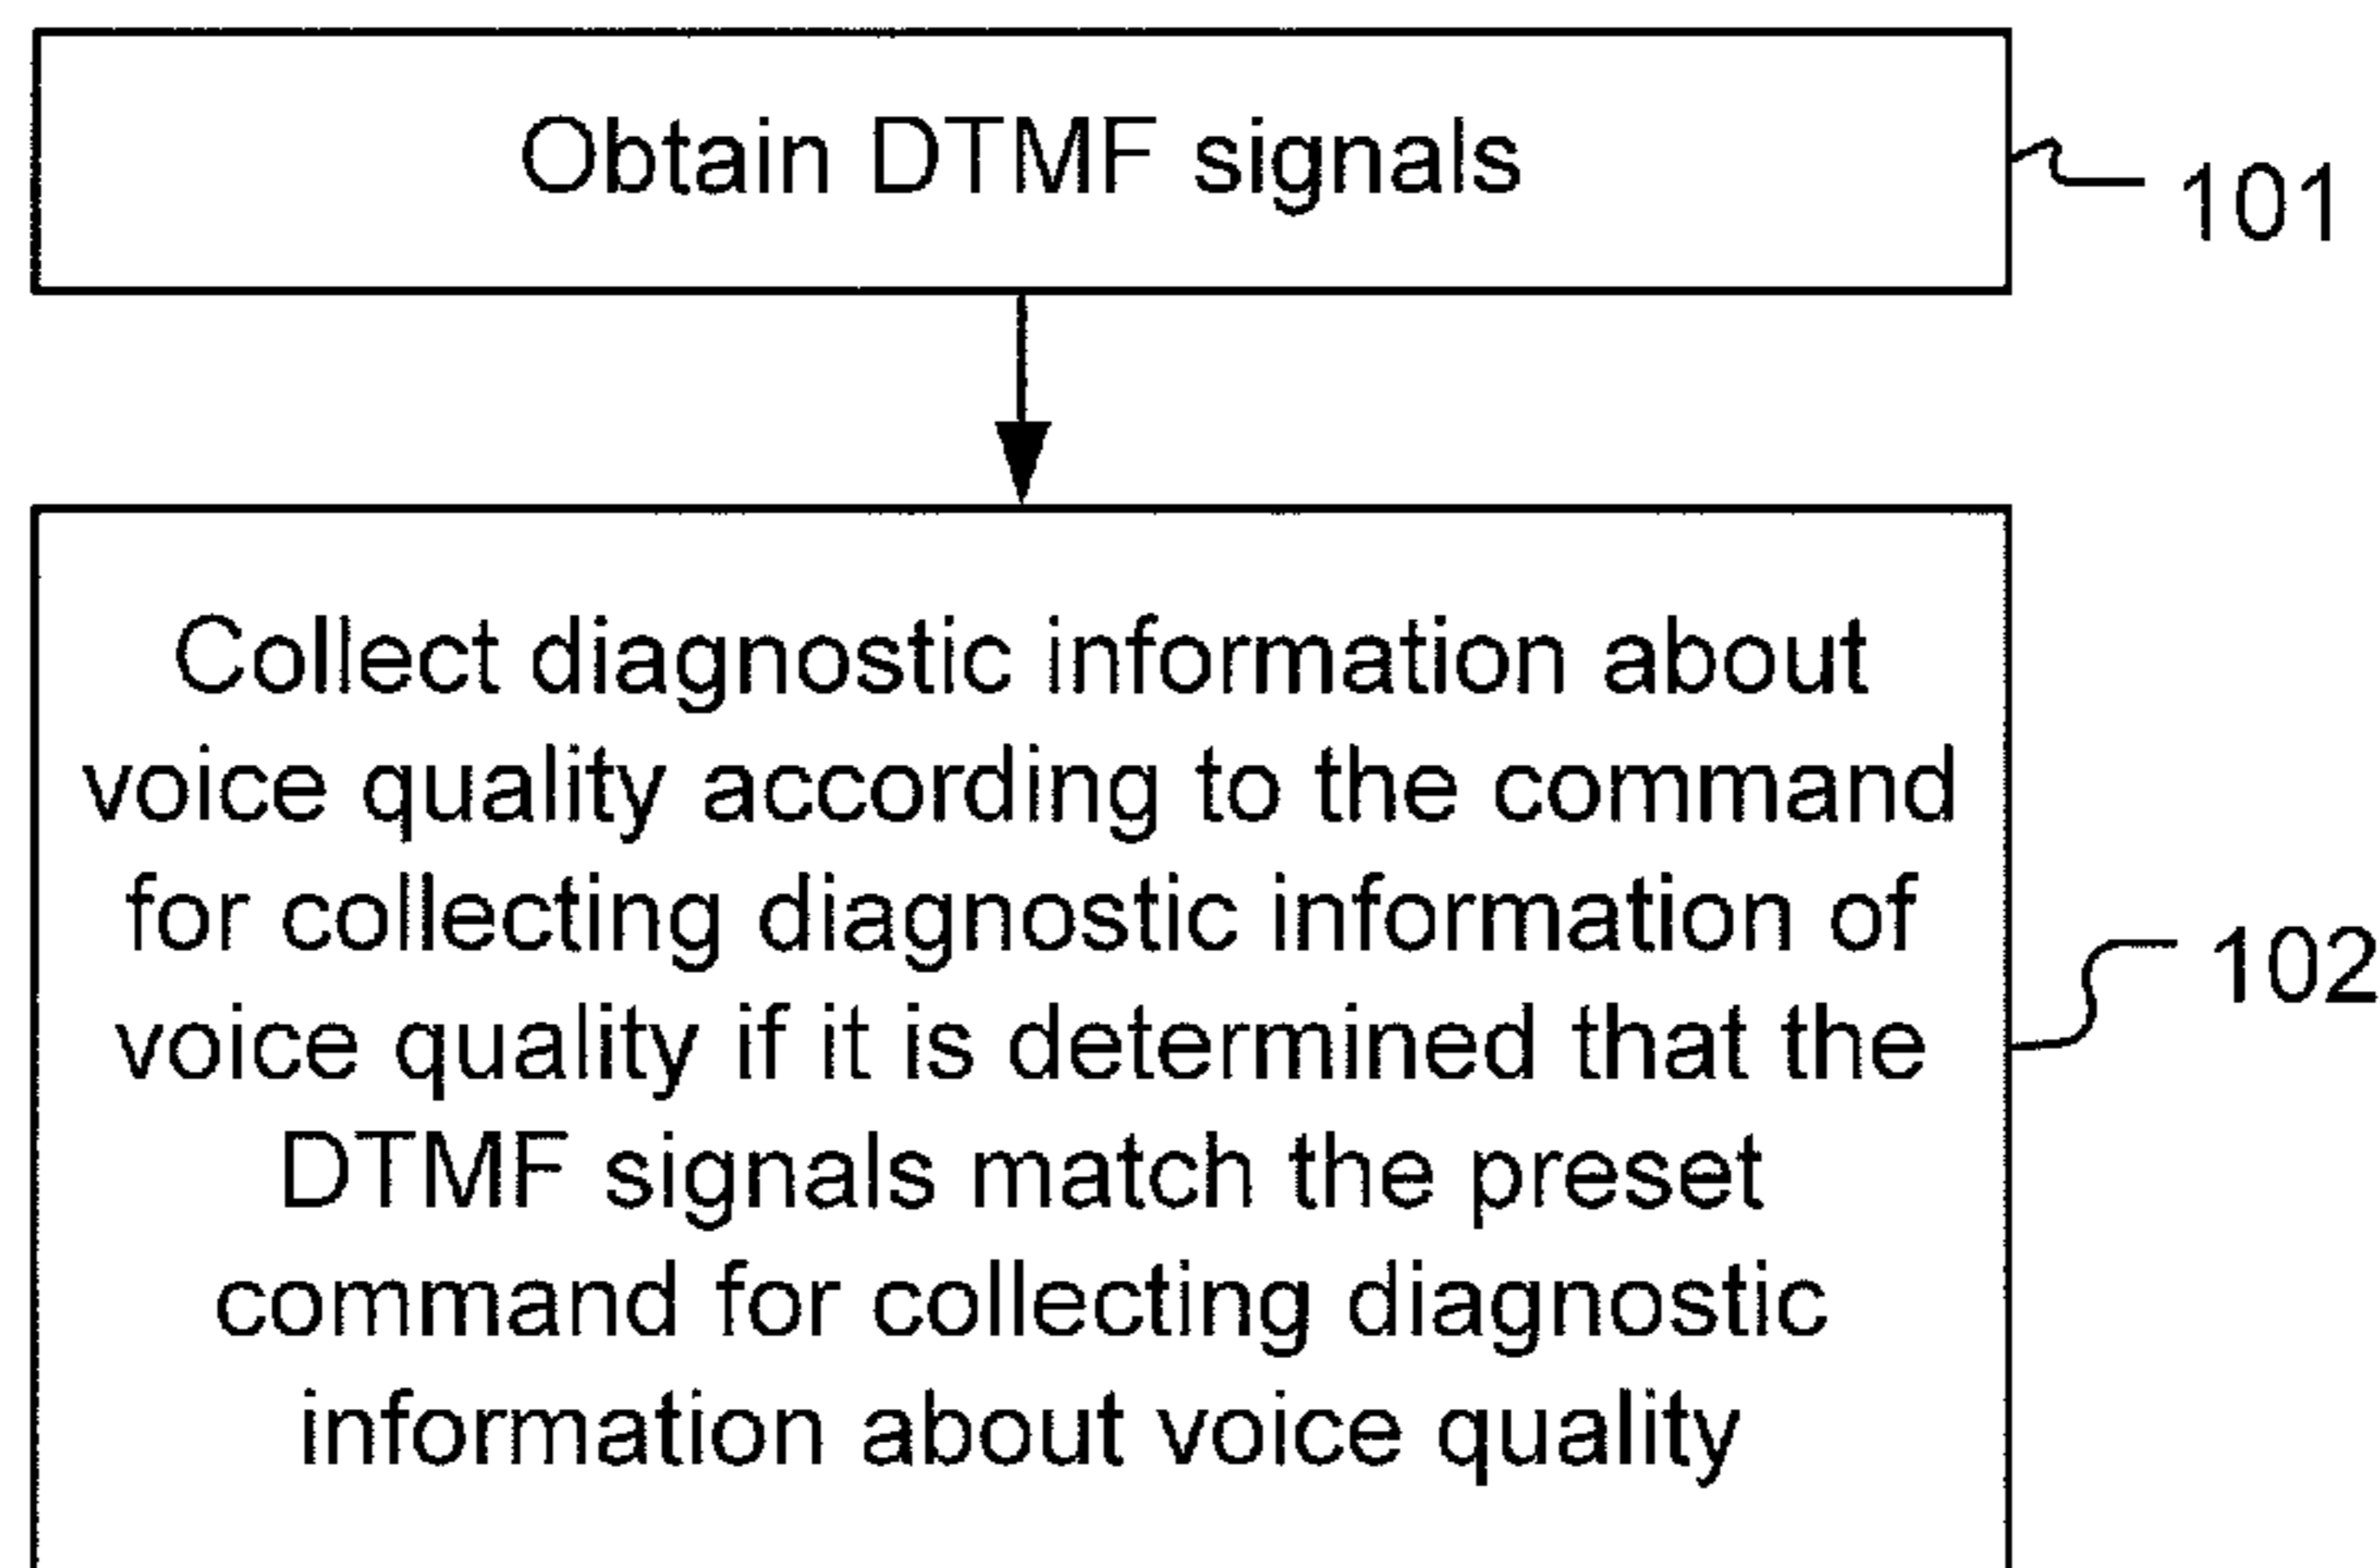 Obtain DTMF signals
101
Collect diagnostic information about
voice quality according to the command
for collecting diagnostic information of
voice quality if it is determined that the
DTMF signals match the preset
command for collecting diagnostic
information about voice quality
102